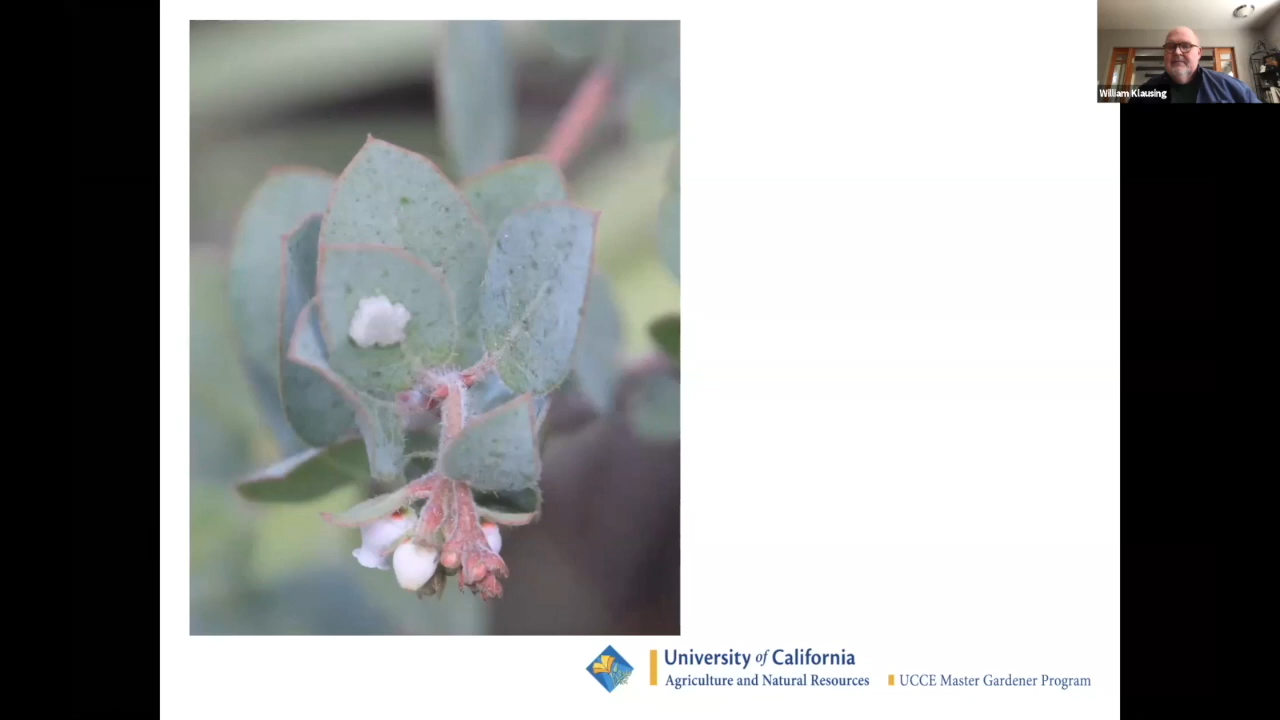 William Klausing
University of California
Agriculture and Natural Resources
UCCE Master Gardener Program